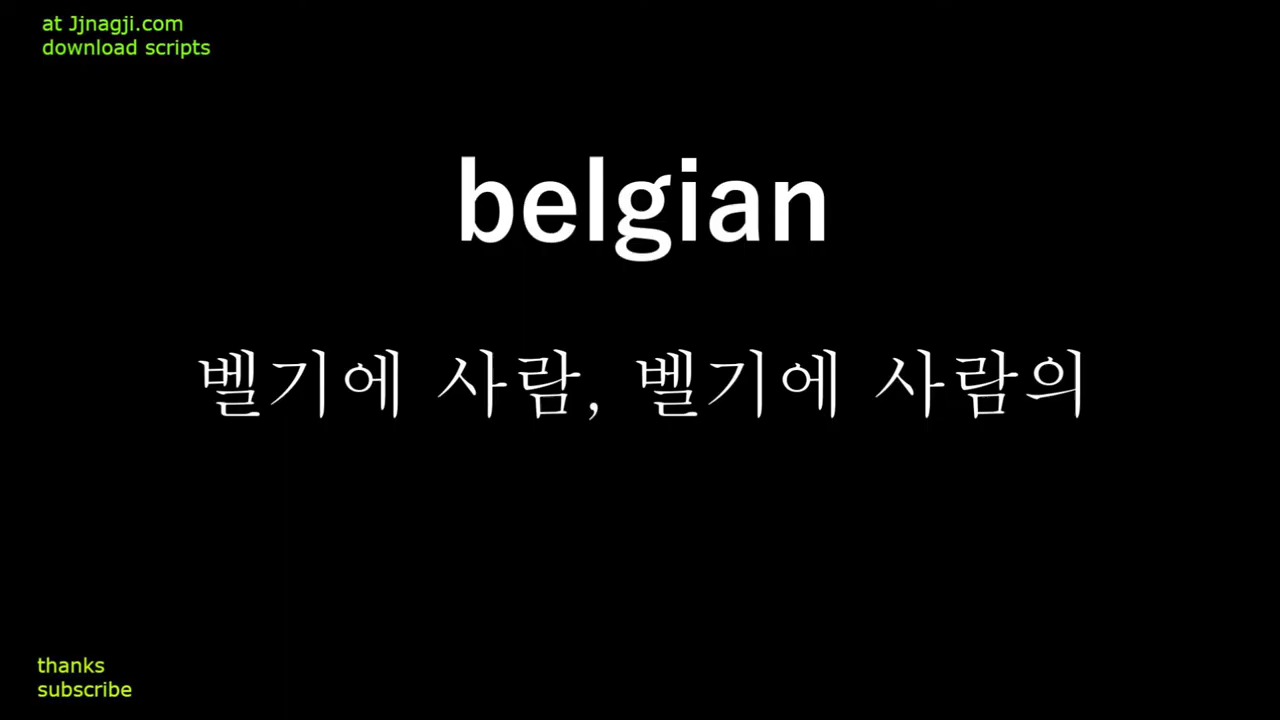 at Jjnagji.com
download scripts
belgian
벨기에 사람, 벨기에 사람의
thanks
subscribe